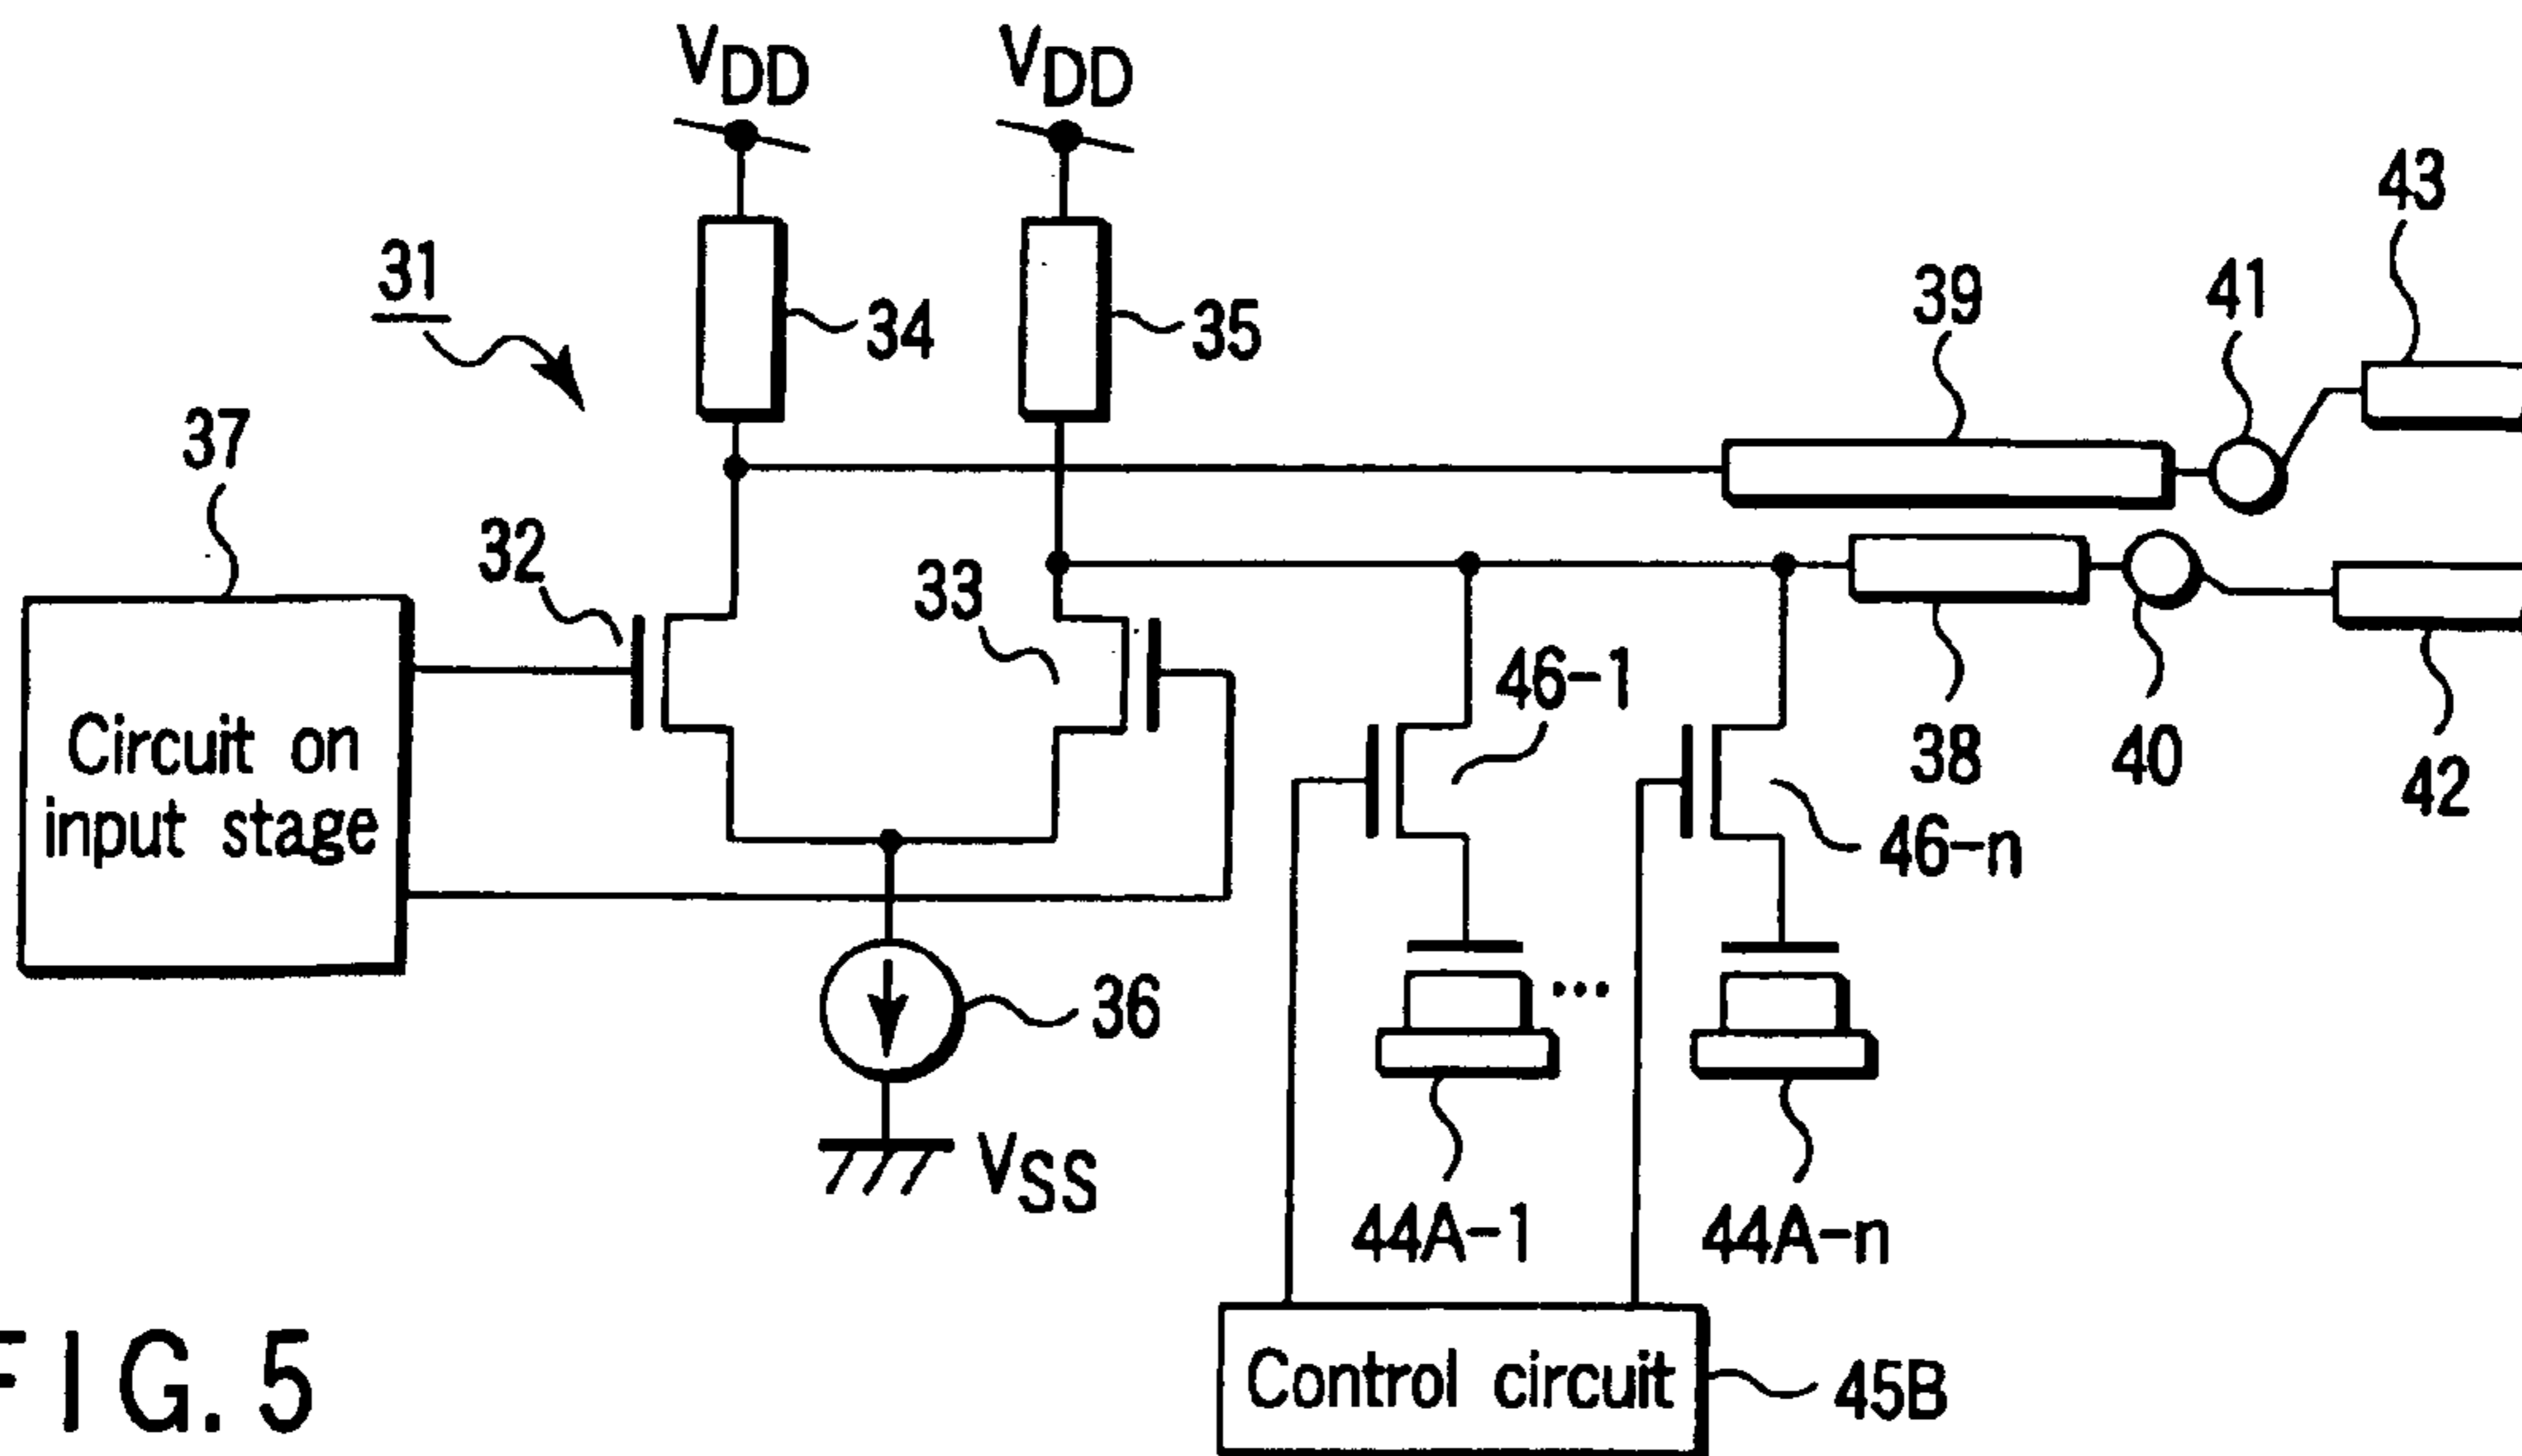 VDD
VDD
43
31
34
35
39
41
37
32
33
46-1
38
40
42
Circuit on
input stage
46-n
36
...
VSS
44A-1
44A-n
Control circuit
45B
FIG. 5